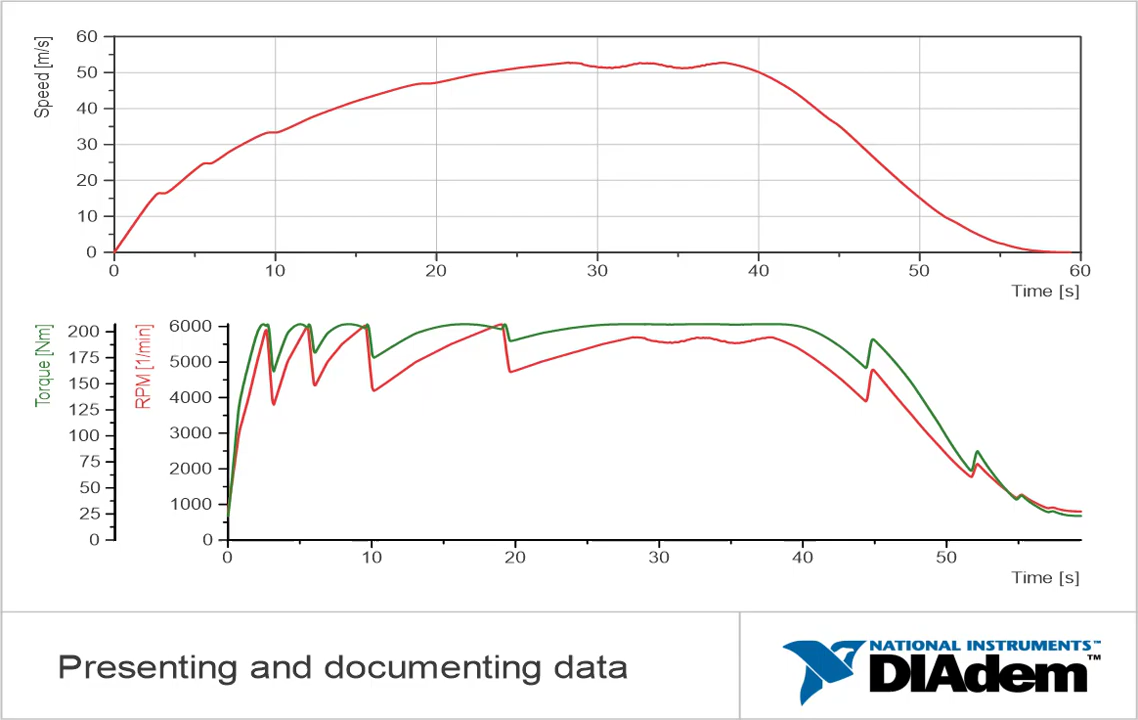 Speed [m/s]
60
50
40
30
20
10
0
0 10 20 30 40 50 60
Time [s]
Torque [Nm]
200
175
150
125
100
75
50
25
0
RPM [1/min]
6000
5000
4000
3000
2000
1000
0
0 10 20 30 40 50
Time [s]
Presenting and documenting data
NATIONAL INSTRUMENTS™
DIAdem™